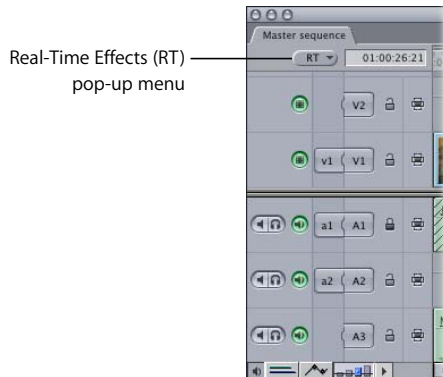 Real-Time Effects (RT)
pop-up menu
Master sequence
RT 01:00:26:21
V2
v1 V1
a1 A1
a2 A2
A3